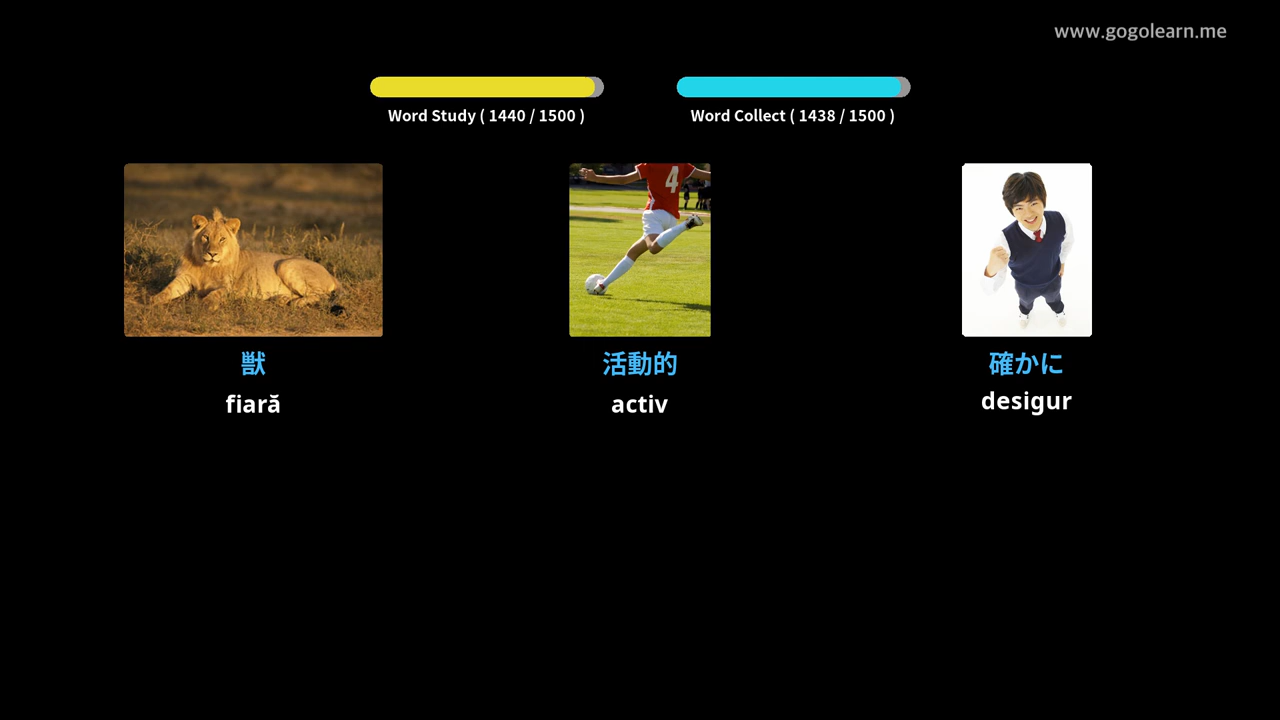 www.gogolearn.me
Word Study ( 1440 / 1500 )
Word Collect ( 1438 / 1500 )
4
獣
活動的
確かに
fiară
activ
desigur